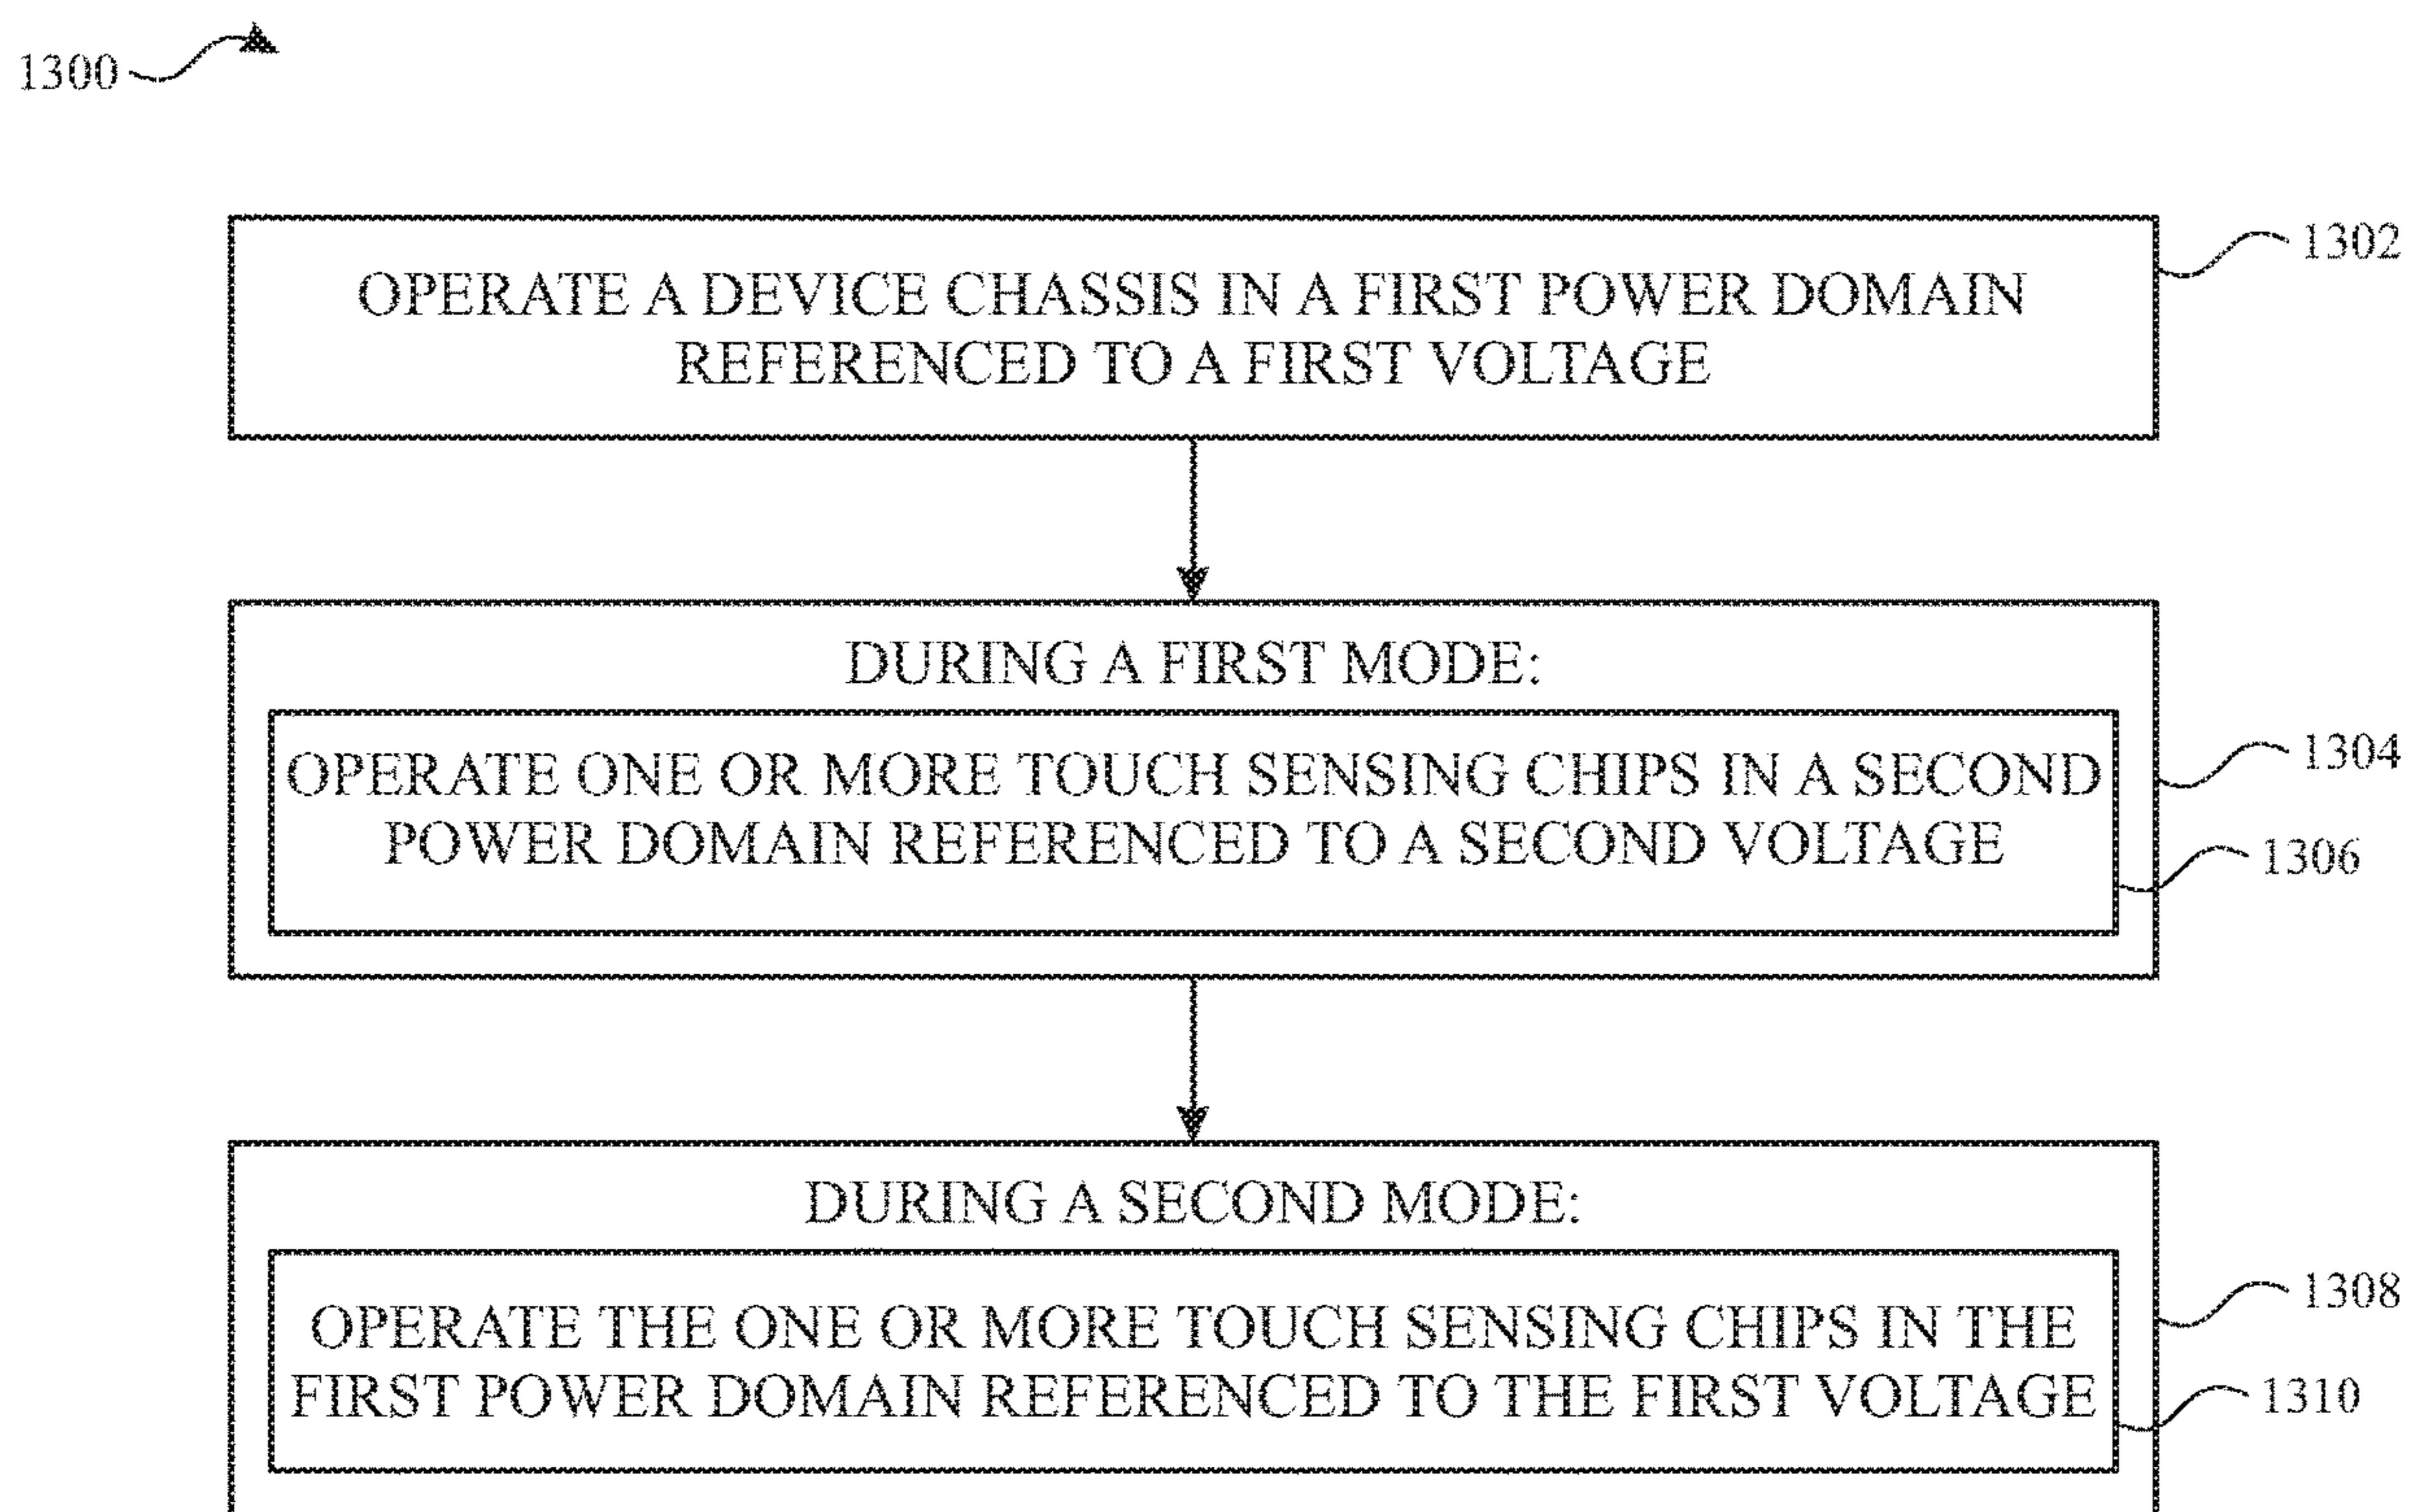 1300
1302
OPERATE A DEVICE CHASSIS IN A FIRST POWER DOMAIN
REFERENCED TO A FIRST VOLTAGE
DURING A FIRST MODE:
1304
OPERATE ONE OR MORE TOUCH SENSING CHIPS IN A SECOND
POWER DOMAIN REFERENCED TO A SECOND VOLTAGE
1306
DURING A SECOND MODE:
1308
OPERATE THE ONE OR MORE TOUCH SENSING CHIPS IN THE
FIRST POWER DOMAIN REFERENCED TO THE FIRST VOLTAGE
1310